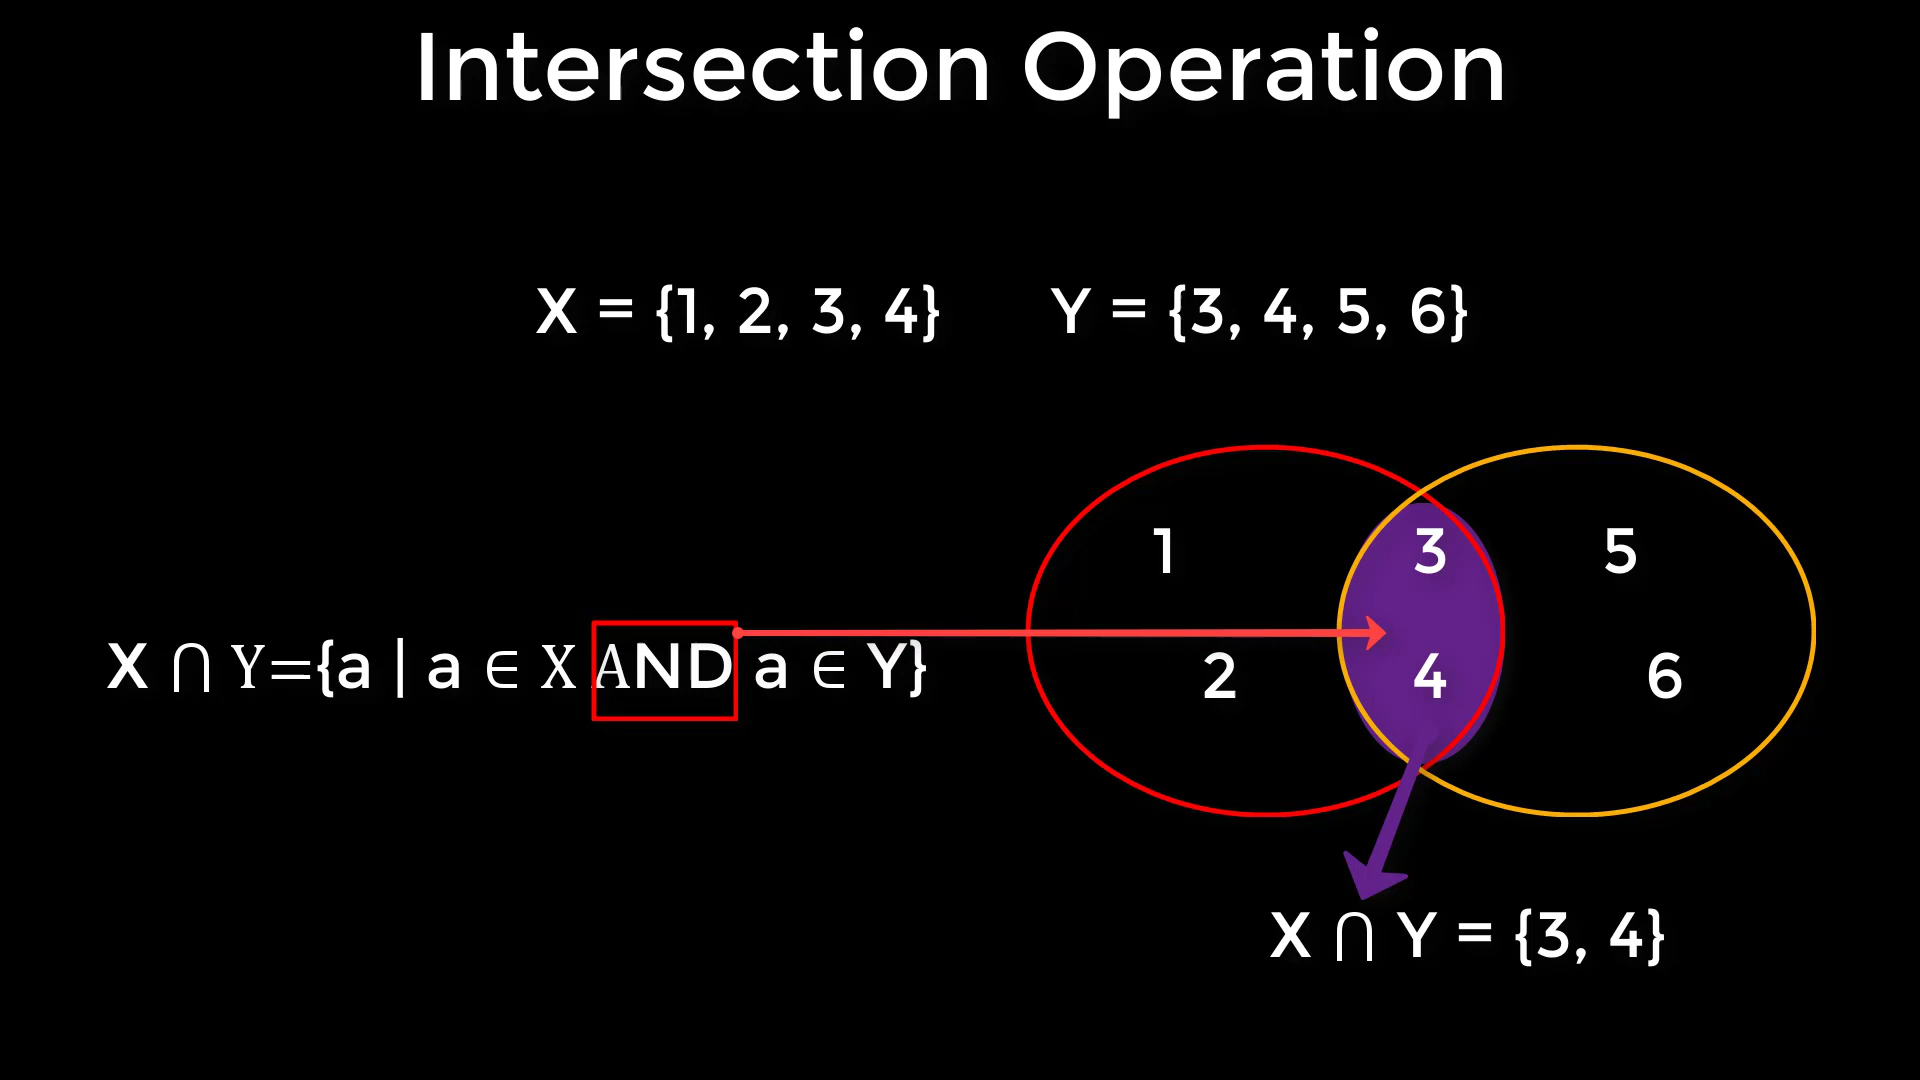 Intersection Operation
X = {1, 2, 3, 4} Y = {3, 4, 5, 6}
1 3 5
X ∩ Y={a | a ∈ X AND a ∈ Y}
2 4 6
X ∩ Y = {3, 4}